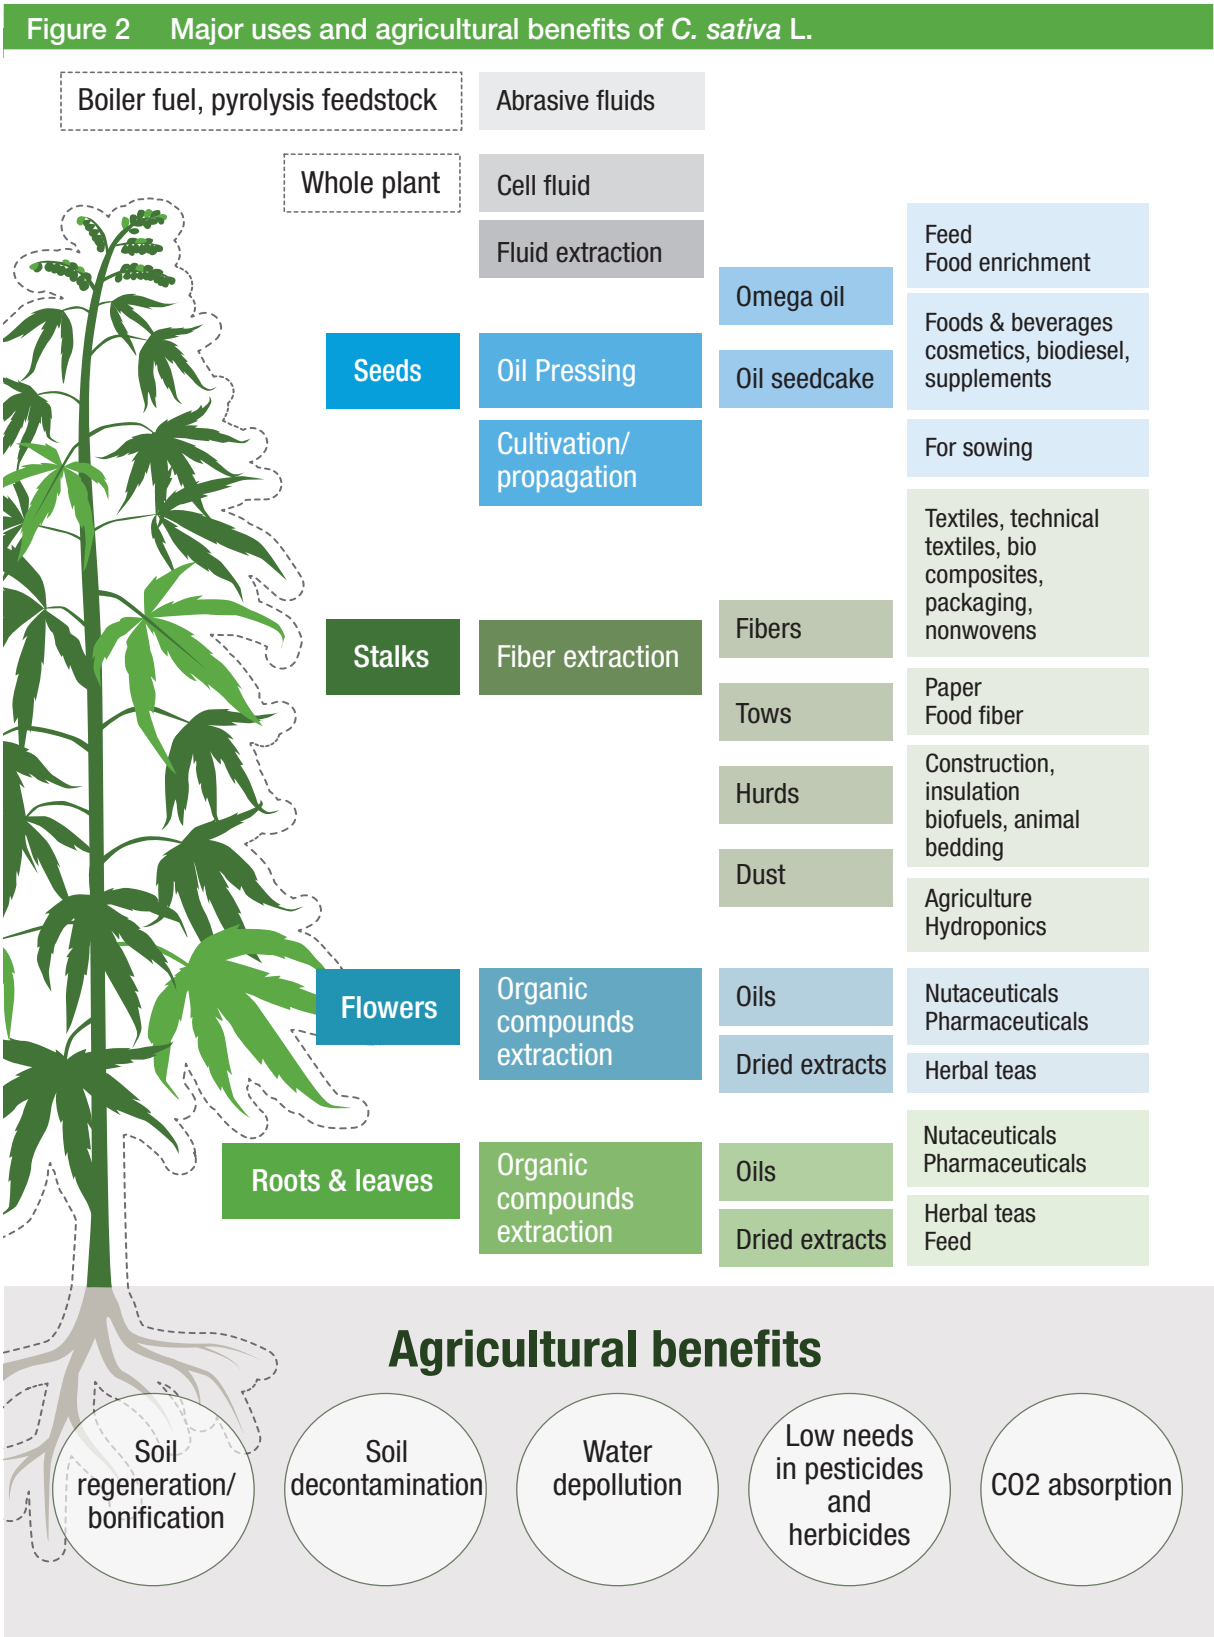 Figure 2 Major uses and agricultural benefits of C. sativa L.
Boiler fuel, pyrolysis feedstock
Abrasive fluids
Whole plant
Cell fluid
Fluid extraction
Seeds
Oil Pressing
Cultivation/
propagation
Omega oil
Oil seedcake
Feed
Food enrichment
Foods & beverages
cosmetics, biodiesel,
supplements
For sowing
Stalks
Fiber extraction
Fibers
Tows
Hurds
Dust
Textiles, technical
textiles, bio
composites,
packaging,
nonwovens
Paper
Food fiber
Construction,
insulation
biofuels, animal
bedding
Agriculture
Hydroponics
Flowers
Organic
compounds
extraction
Oils
Dried extracts
Nutaceuticals
Pharmaceuticals
Herbal teas
Roots & leaves
Organic
compounds
extraction
Oils
Dried extracts
Nutaceuticals
Pharmaceuticals
Herbal teas
Feed
Agricultural benefits
Soil
regeneration/
bonification
Soil
decontamination
Water
depollution
Low needs
in pesticides
and
herbicides
CO2 absorption